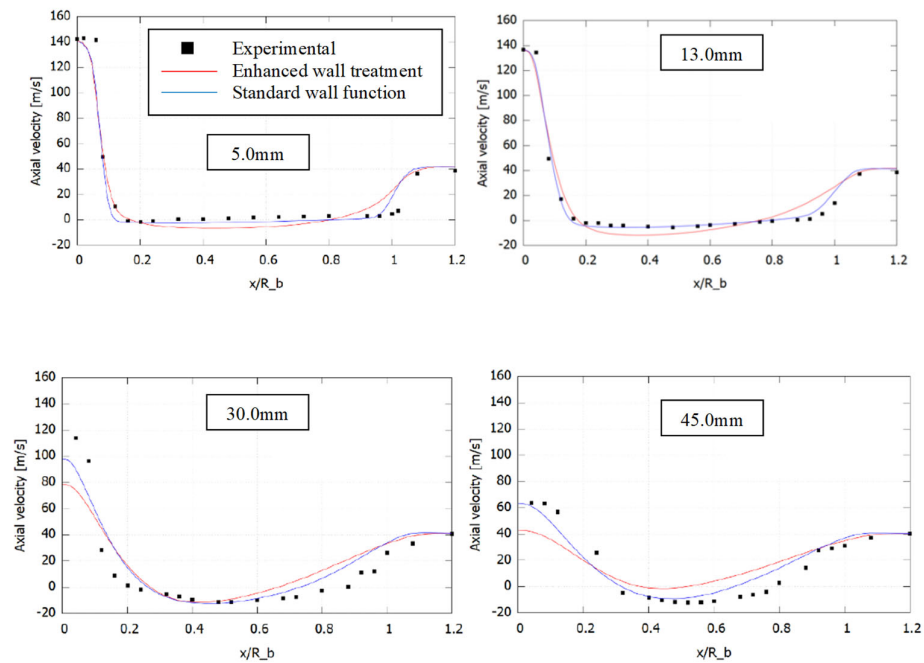 160
140
120
100
80
60
40
20
0
-20
Axial velocity [m/s]
Experimental
Enhanced wall treatment
Standard wall function
5.0mm
0 0.2 0.4 0.6 0.8 1 1.2
x/R_b
160
140
120
100
80
60
40
20
0
-20
Axial velocity [m/s]
13.0mm
0 0.2 0.4 0.6 0.8 1 1.2
x/R_b
160
140
120
100
80
60
40
20
0
-20
Axial velocity [m/s]
30.0mm
0 0.2 0.4 0.6 0.8 1 1.2
x/R_b
160
140
120
100
80
60
40
20
0
-20
Axial velocity [m/s]
45.0mm
0 0.2 0.4 0.6 0.8 1 1.2
x/R_b